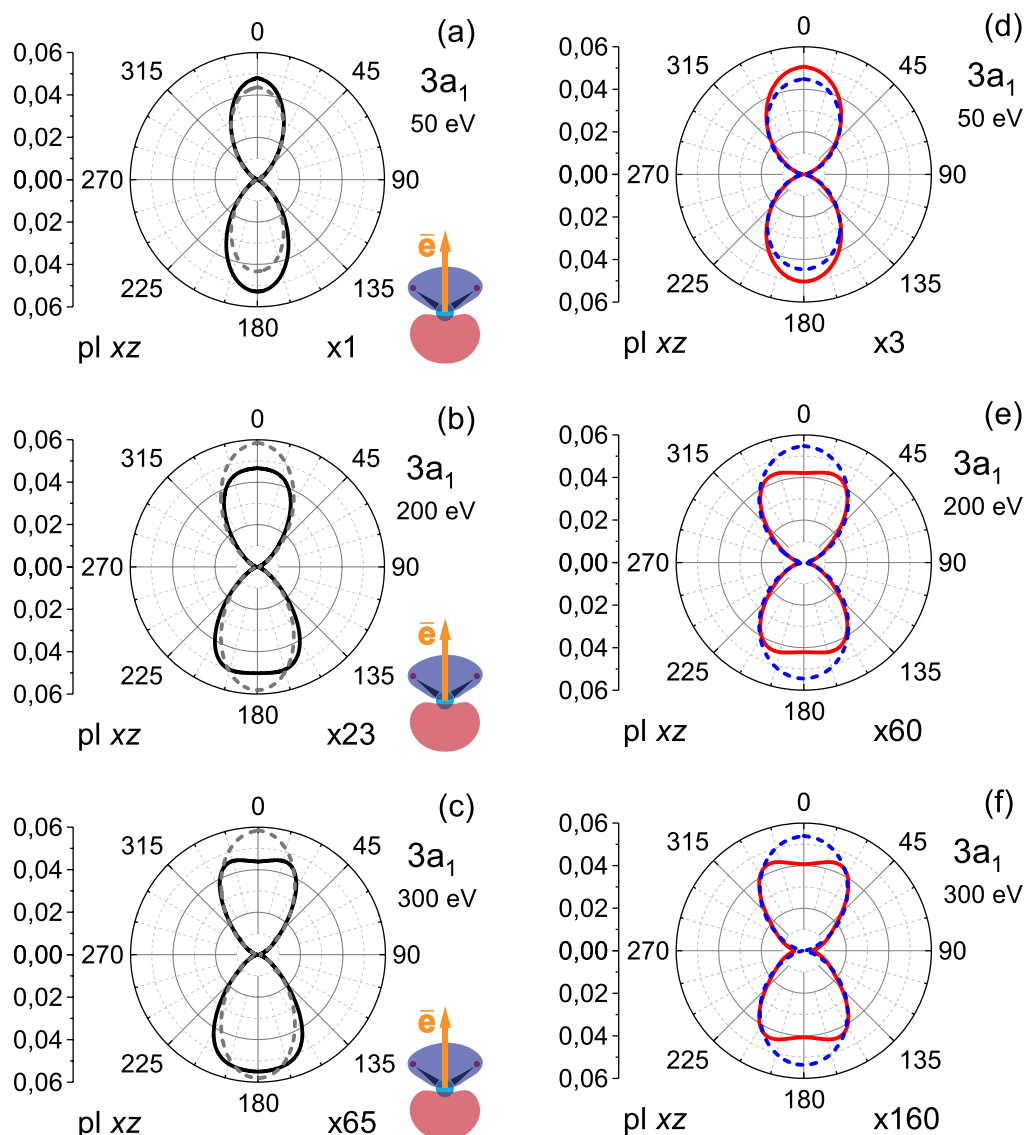 0
(a)
0,06
315
45
3a₁
0,04
50 eV
0,02
0,00
270
90
0,02
0,04
225
135
ē
0,06
180
pl xz
x1
0
(d)
0,06
315
45
3a₁
0,04
50 eV
0,02
0,00
270
90
0,02
0,04
225
135
0,06
180
pl xz
x3
0
(b)
0,06
315
45
3a₁
0,04
200 eV
0,02
0,00
270
90
0,02
0,04
225
135
ē
0,06
180
pl xz
x23
0
(e)
0,06
315
45
3a₁
0,04
200 eV
0,02
0,00
270
90
0,02
0,04
225
135
0,06
180
pl xz
x60
0
(c)
0,06
315
45
3a₁
0,04
300 eV
0,02
0,00
270
90
0,02
0,04
225
135
ē
0,06
180
pl xz
x65
0
(f)
0,06
315
45
3a₁
0,04
300 eV
0,02
0,00
270
90
0,02
0,04
225
135
0,06
180
pl xz
x160